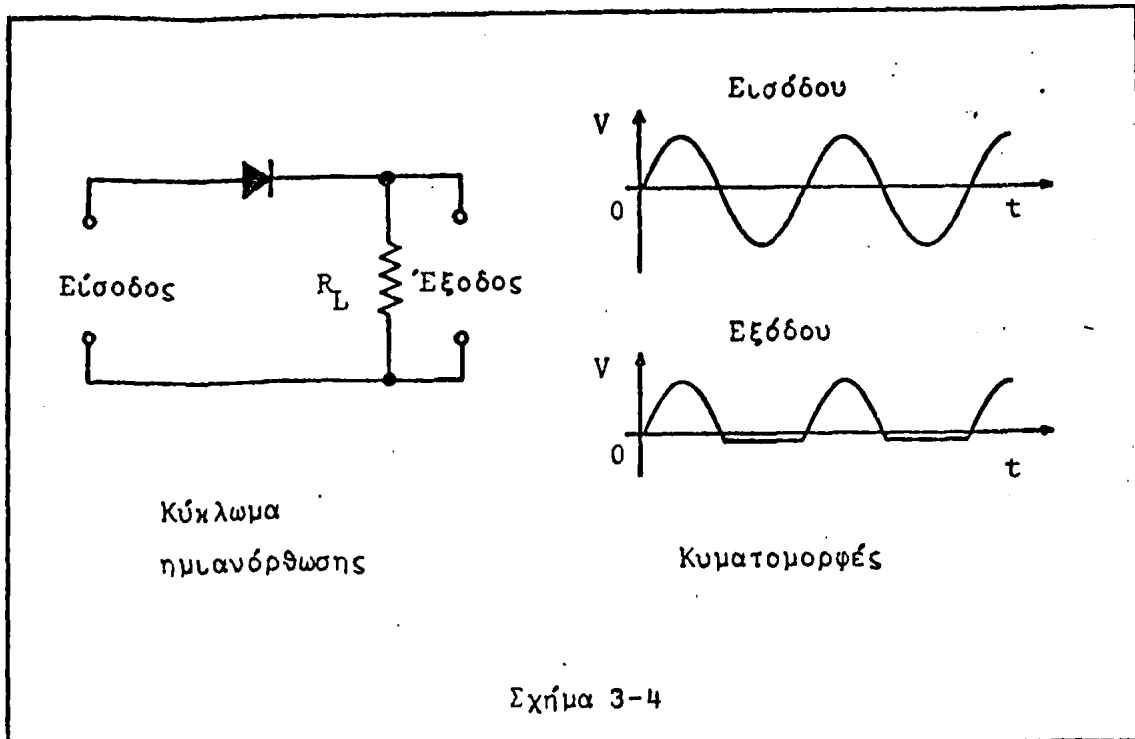 Εισόδου
V
0
t
Είσοδος
R_L
Έξοδος
Εξόδου
V
0
t
Κύκλωμα
ημιανόρθωσης
Κυματομορφές
Σχήμα 3-4